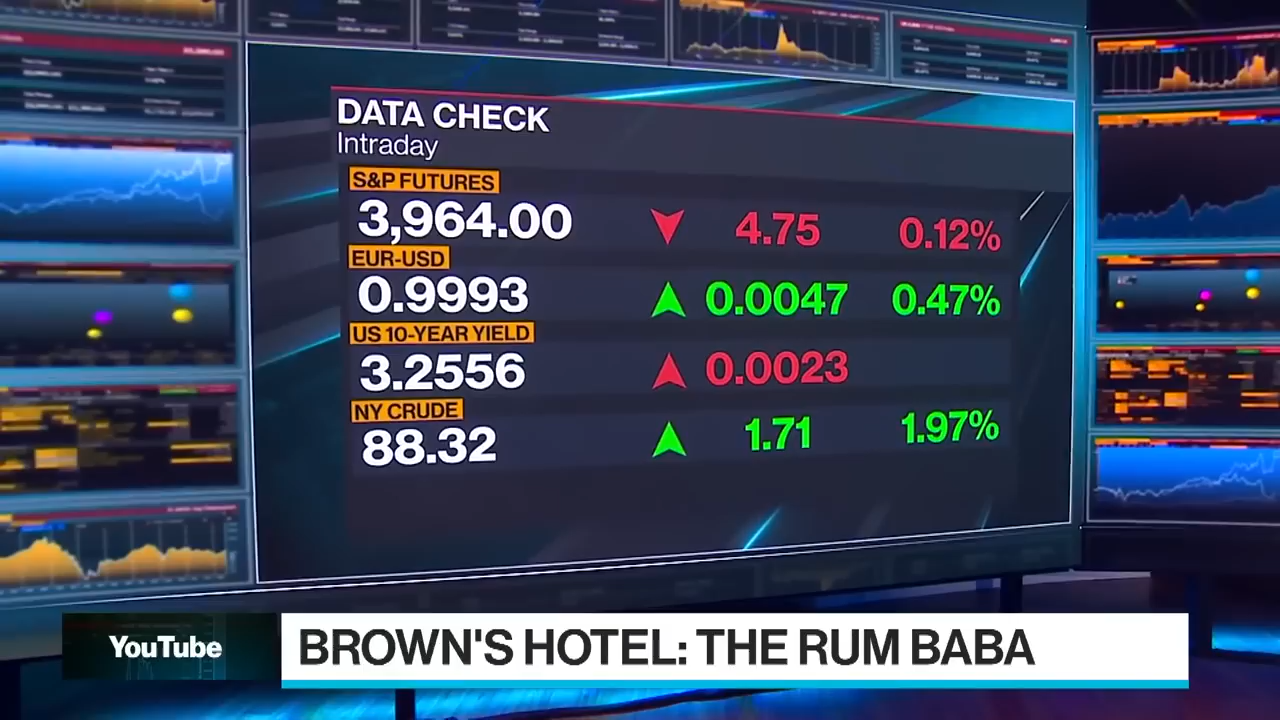 DATA CHECK
Intraday
S&P FUTURES
3,964.00 4.75 0.12%
EUR-USD
0.9993 0.0047 0.47%
US 10-YEAR YIELD
3.2556 0.0023
NY CRUDE
88.32 1.71 1.97%
YouTube BROWN'S HOTEL: THE RUM BABA